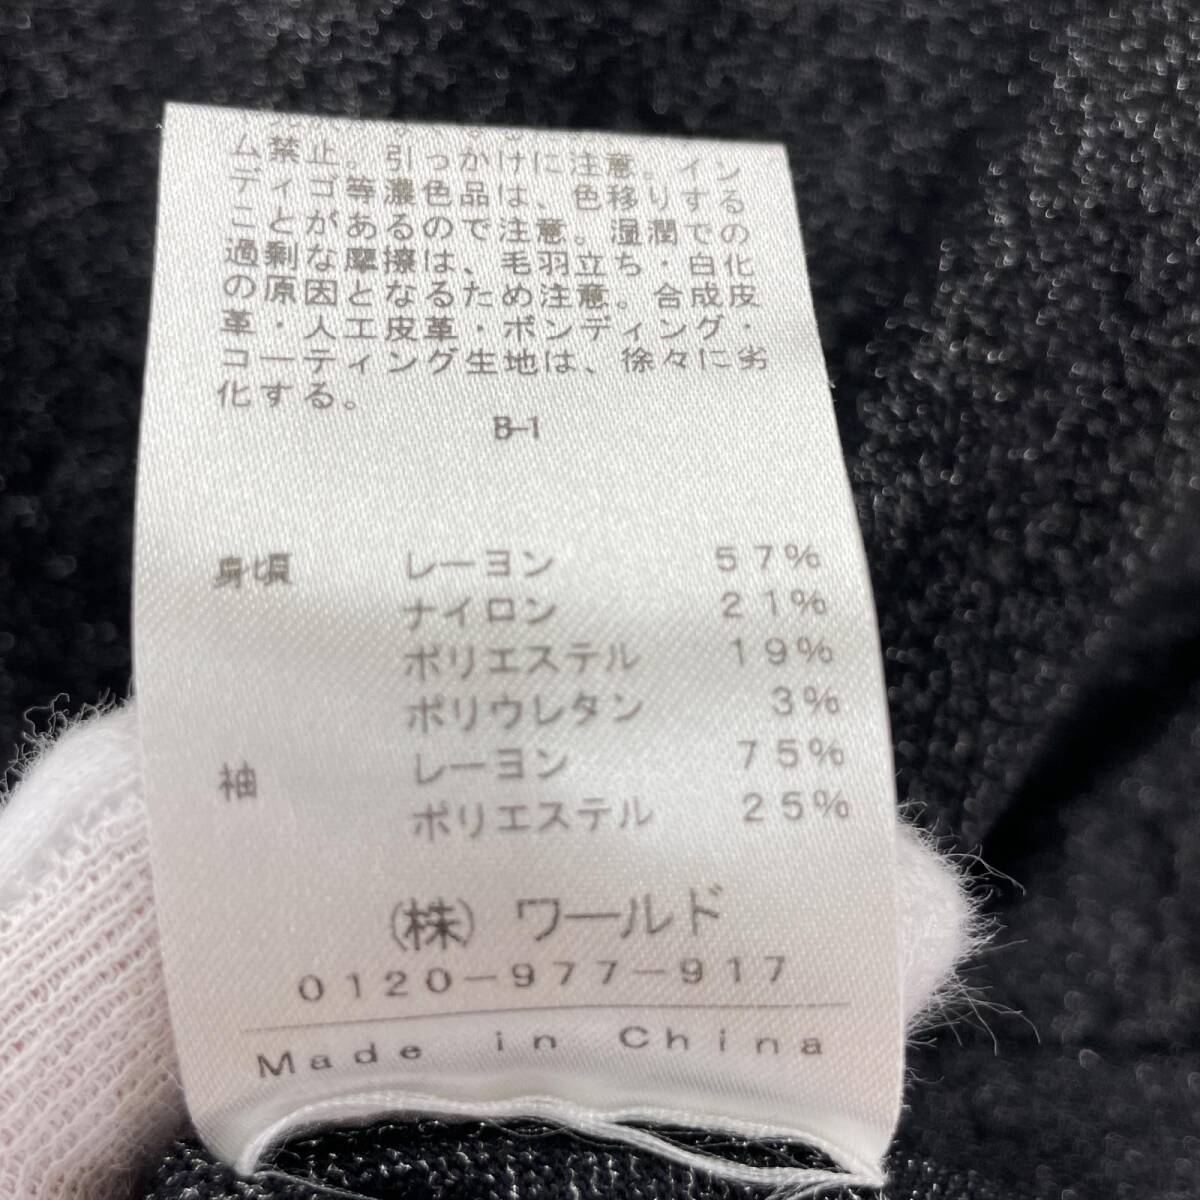 ム禁止。引っかけに注意。イン
ディゴ等濃色品は、色移りする
ことがあるので注意。湿潤での
過剰な摩擦は、毛羽立ち・白化
の原因となるため注意。合成皮
革・人工皮革・ボンディング・
コーティング生地は、徐々に劣
化する。
B-1
身頃 レーヨン 57%
ナイロン 21%
ポリエステル 19%
ポリウレタン 3%
袖 レーヨン 75%
ポリエステル 25%
(株) ワールド
0120-977-917
Made in China